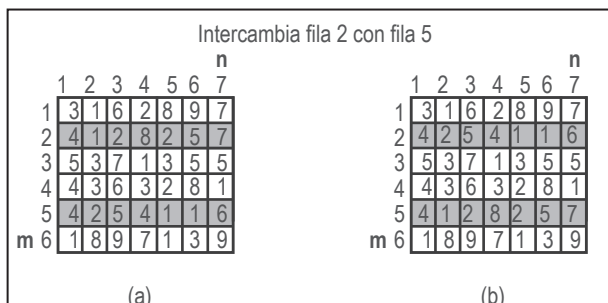 Intercambia fila 2 con fila 5
n n
1 2 3 4 5 6 7 1 2 3 4 5 6 7
1 3 1 6 2 8 9 7 1 3 1 6 2 8 9 7
2 4 1 2 8 2 5 7 2 4 2 5 4 1 1 6
3 5 3 7 1 3 5 5 3 5 3 7 1 3 5 5
4 4 3 6 3 2 8 1 4 4 3 6 3 2 8 1
5 4 2 5 4 1 1 6 5 4 1 2 8 2 5 7
m 6 1 8 9 7 1 3 9 6 1 8 9 7 1 3 9
(a) (b)